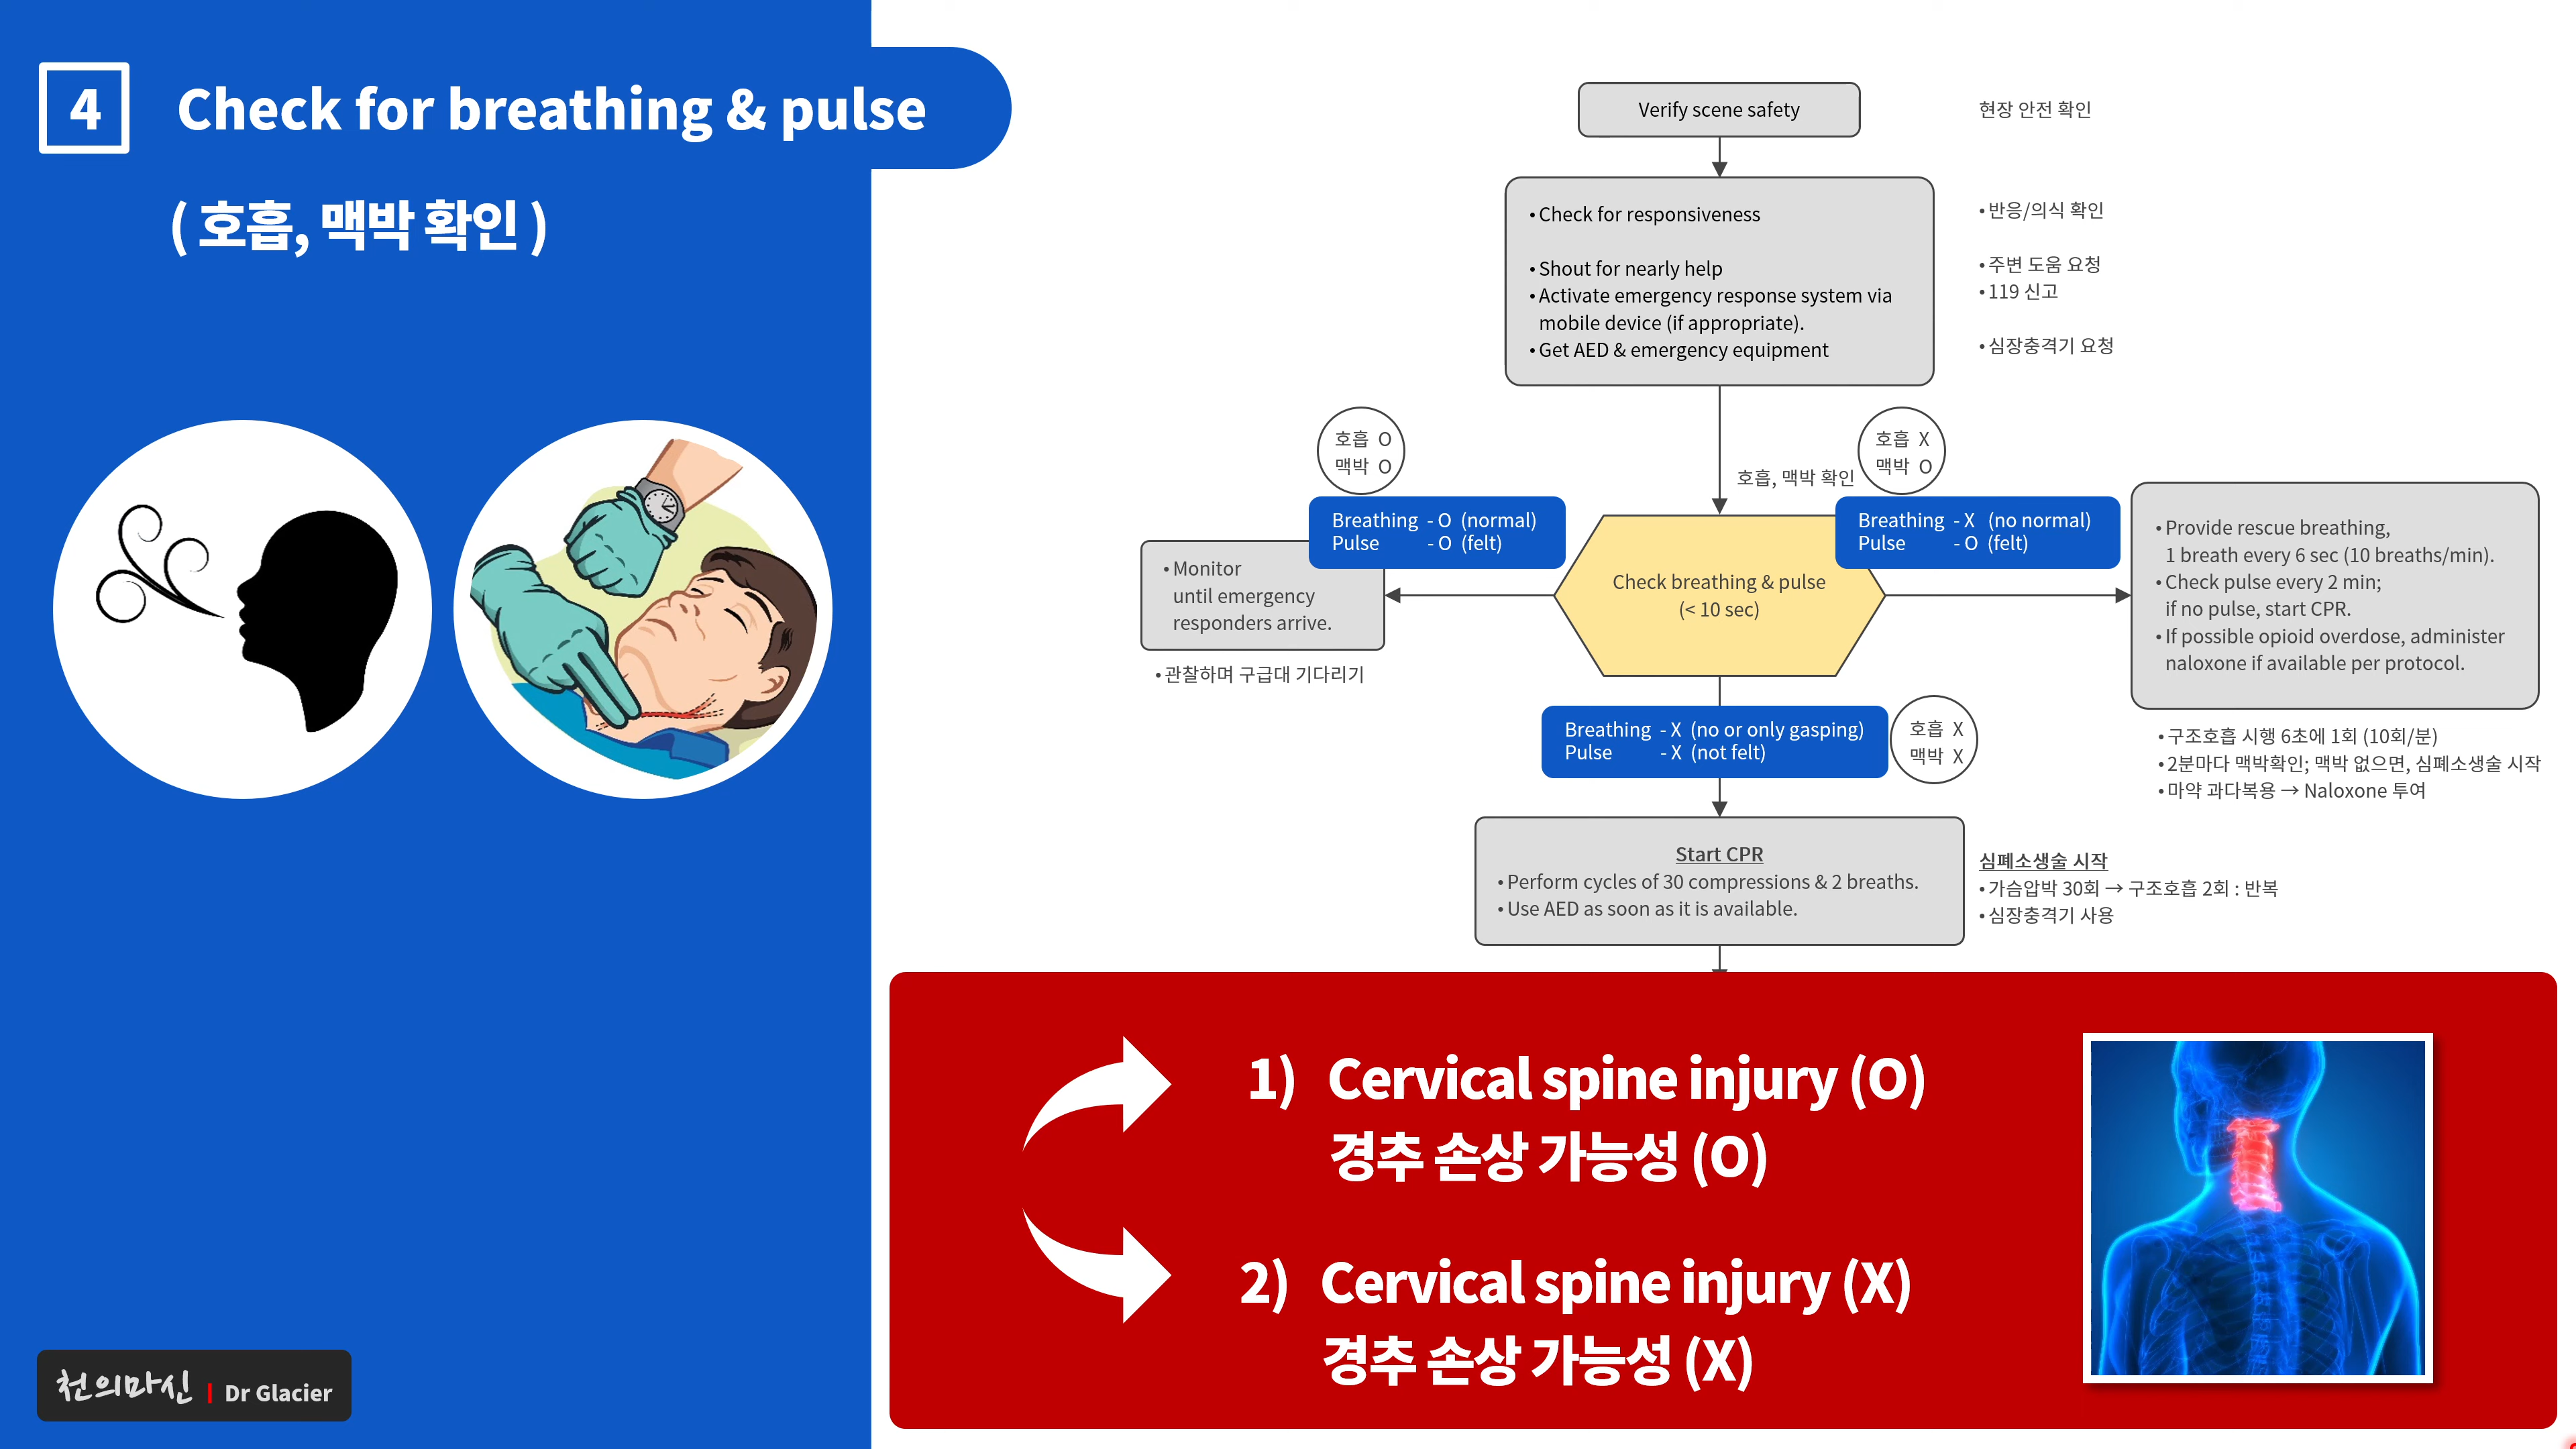 4
Check for breathing & pulse
( 호흡, 맥박 확인 )
Verify scene safety
현장 안전 확인
• Check for responsiveness
• Shout for nearly help
• Activate emergency response system via
mobile device (if appropriate).
• Get AED & emergency equipment
• 반응/의식 확인
• 주변 도움 요청
• 119 신고
• 심장충격기 요청
호흡 O
맥박 O
호흡, 맥박 확인
호흡 X
맥박 O
Breathing - O (normal)
Pulse - O (felt)
Breathing - X (no normal)
Pulse - O (felt)
• Monitor
until emergency
responders arrive.
• 관찰하며 구급대 기다리기
Check breathing & pulse
(< 10 sec)
• Provide rescue breathing,
1 breath every 6 sec (10 breaths/min).
• Check pulse every 2 min;
if no pulse, start CPR.
• If possible opioid overdose, administer
naloxone if available per protocol.
• 구조호흡 시행 6초에 1회 (10회/분)
• 2분마다 맥박확인; 맥박 없으면, 심폐소생술 시작
• 마약 과다복용 → Naloxone 투여
Breathing - X (no or only gasping)
Pulse - X (not felt)
호흡 X
맥박 X
Start CPR
• Perform cycles of 30 compressions & 2 breaths.
• Use AED as soon as it is available.
심폐소생술 시작
• 가슴압박 30회 → 구조호흡 2회 : 반복
• 심장충격기 사용
1) Cervical spine injury (O)
경추 손상 가능성 (O)
2) Cervical spine injury (X)
경추 손상 가능성 (X)
천의마신 | Dr Glacier